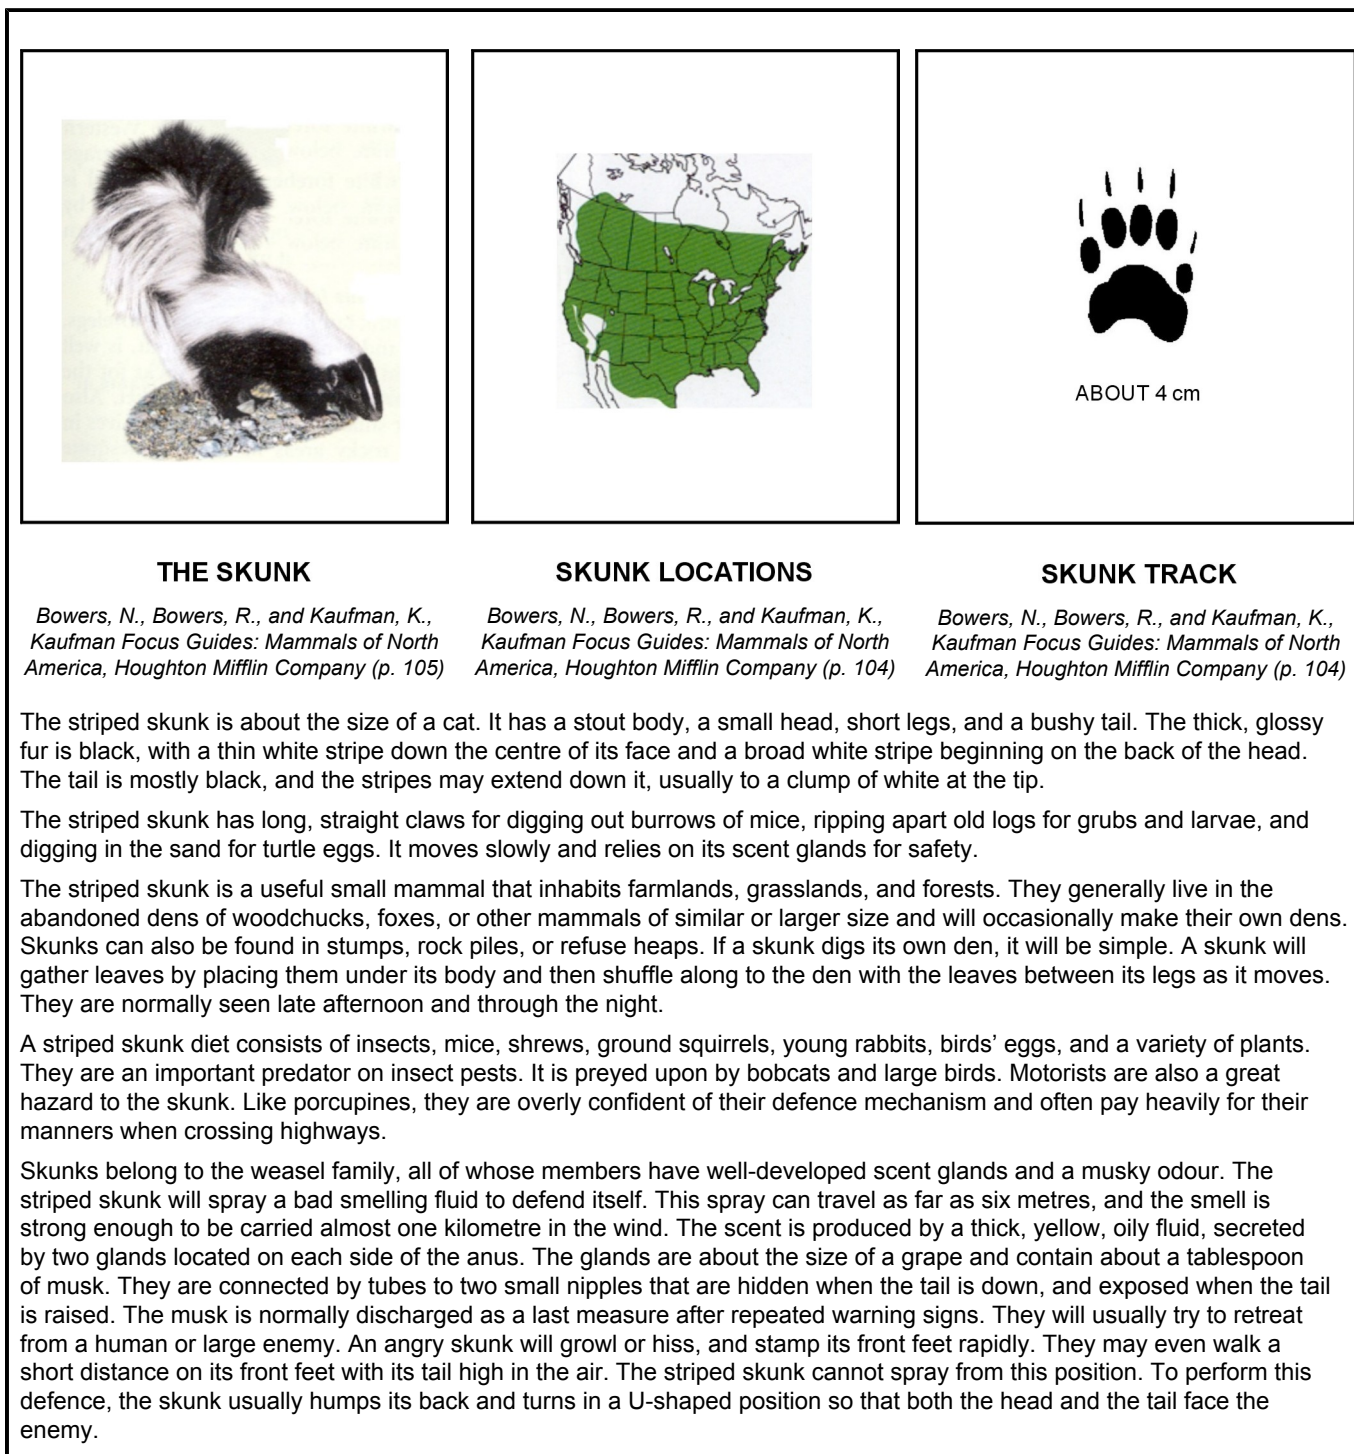 ABOUT 4 cm
THE SKUNK
Bowers, N., Bowers, R., and Kaufman, K.,
Kaufman Focus Guides: Mammals of North
America, Houghton Mifflin Company (p. 105)
SKUNK LOCATIONS
Bowers, N., Bowers, R., and Kaufman, K.,
Kaufman Focus Guides: Mammals of North
America, Houghton Mifflin Company (p. 104)
SKUNK TRACK
Bowers, N., Bowers, R., and Kaufman, K.,
Kaufman Focus Guides: Mammals of North
America, Houghton Mifflin Company (p. 104)
The striped skunk is about the size of a cat. It has a stout body, a small head, short legs, and a bushy tail. The thick, glossy
fur is black, with a thin white stripe down the centre of its face and a broad white stripe beginning on the back of the head.
The tail is mostly black, and the stripes may extend down it, usually to a clump of white at the tip.
The striped skunk has long, straight claws for digging out burrows of mice, ripping apart old logs for grubs and larvae, and
digging in the sand for turtle eggs. It moves slowly and relies on its scent glands for safety.
The striped skunk is a useful small mammal that inhabits farmlands, grasslands, and forests. They generally live in the
abandoned dens of woodchucks, foxes, or other mammals of similar or larger size and will occasionally make their own dens.
Skunks can also be found in stumps, rock piles, or refuse heaps. If a skunk digs its own den, it will be simple. A skunk will
gather leaves by placing them under its body and then shuffle along to the den with the leaves between its legs as it moves.
They are normally seen late afternoon and through the night.
A striped skunk diet consists of insects, mice, shrews, ground squirrels, young rabbits, birds' eggs, and a variety of plants.
They are an important predator on insect pests. It is preyed upon by bobcats and large birds. Motorists are also a great
hazard to the skunk. Like porcupines, they are overly confident of their defence mechanism and often pay heavily for their
manners when crossing highways.
Skunks belong to the weasel family, all of whose members have well-developed scent glands and a musky odour. The
striped skunk will spray a bad smelling fluid to defend itself. This spray can travel as far as six metres, and the smell is
strong enough to be carried almost one kilometre in the wind. The scent is produced by a thick, yellow, oily fluid, secreted
by two glands located on each side of the anus. The glands are about the size of a grape and contain about a tablespoon
of musk. They are connected by tubes to two small nipples that are hidden when the tail is down, and exposed when the tail
is raised. The musk is normally discharged as a last measure after repeated warning signs. They will usually try to retreat
from a human or large enemy. An angry skunk will growl or hiss, and stamp its front feet rapidly. They may even walk a
short distance on its front feet with its tail high in the air. The striped skunk cannot spray from this position. To perform this
defence, the skunk usually humps its back and turns in a U-shaped position so that both the head and the tail face the
enemy.